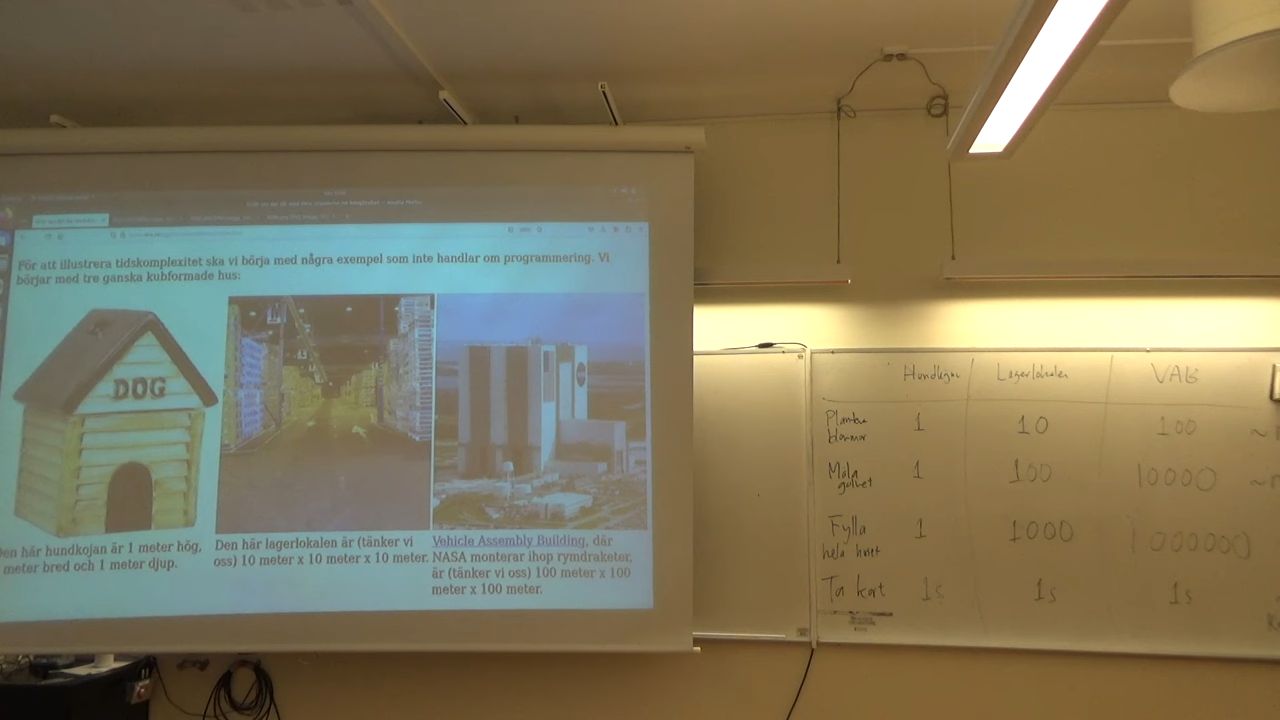 För att illustrera tidskomplexitet ska vi börja med några exempel som inte handlar om programmering. Vi
börjar med tre ganska kubformade hus:
DOG
en här hundkojan är 1 meter hög,
meter bred och 1 meter djup.
Den här lagerlokalen är (tänker vi
oss) 10 meter x 10 meter x 10 meter.
Vehicle Assembly Building, där
NASA monterar ihop rymdraketer,
är (tänker vi oss) 100 meter x 100
meter x 100 meter.
Lagerlokalen VAB
Plantera
blommor 1 10 100 ~
Måla
golvet 1 100 10000 ~
Fylla
hela huset 1 1000 1000000
Ta kort 1s 1s 1s